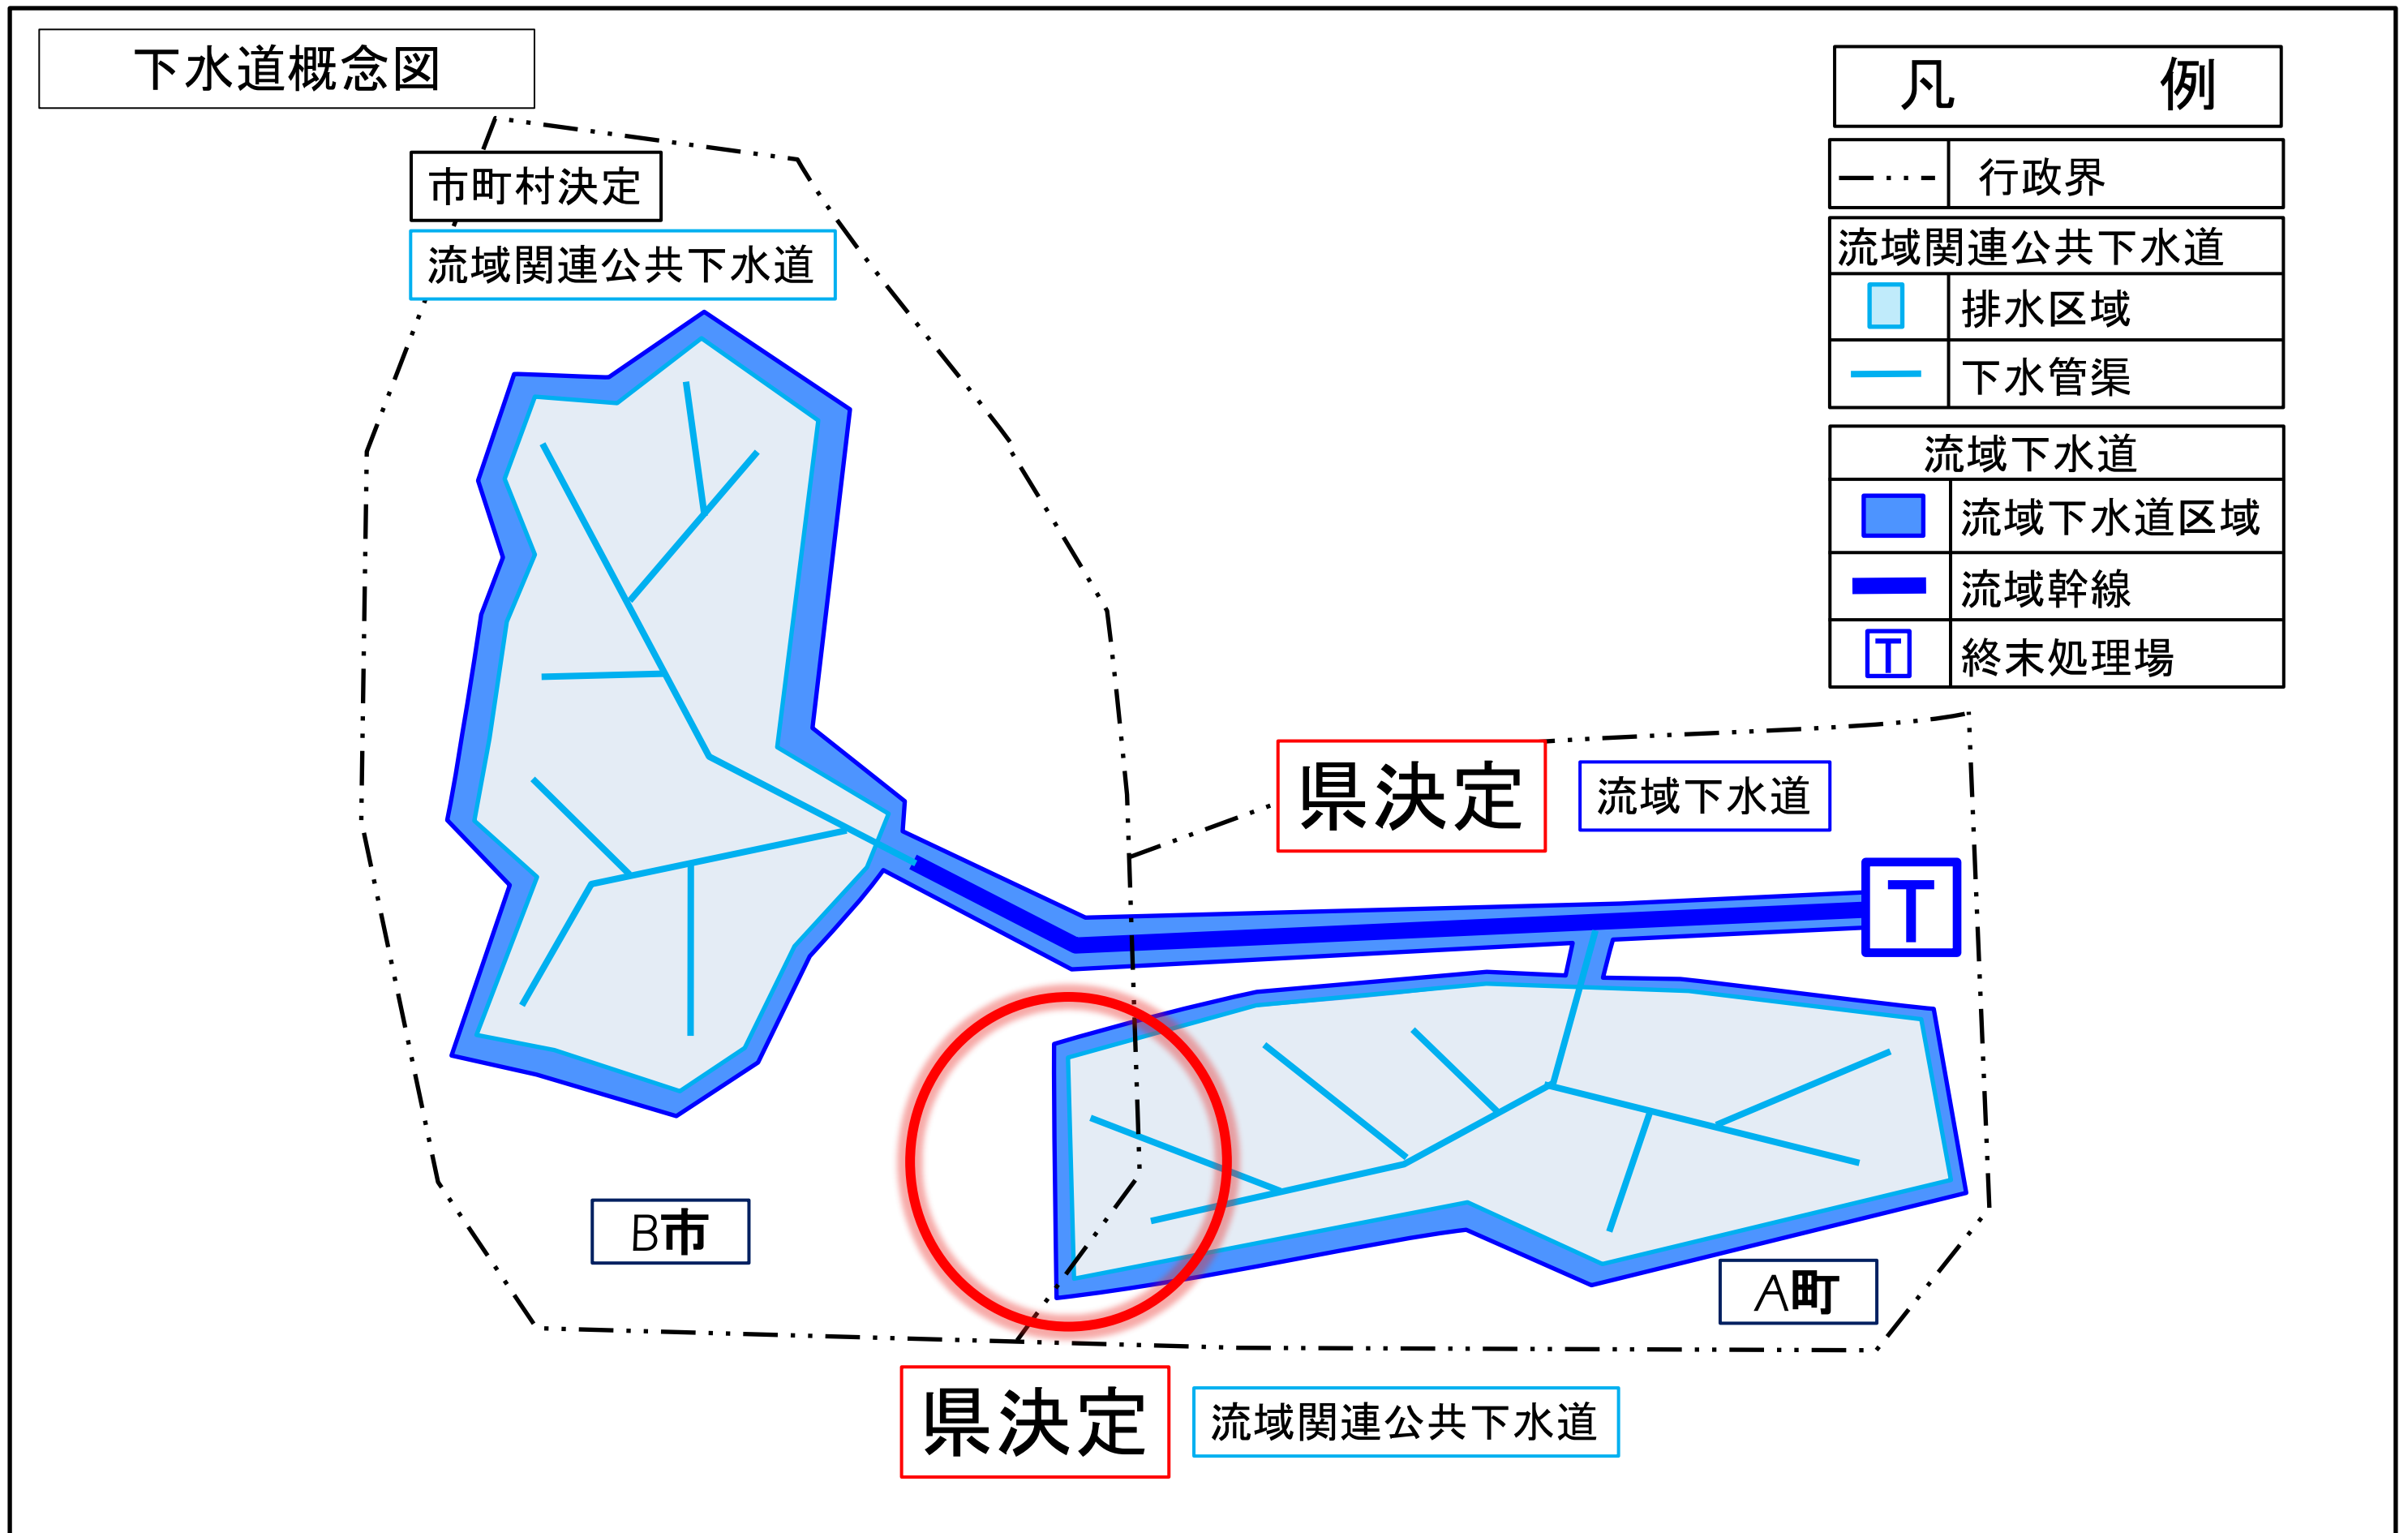 下水道概念図
凡 例
行政界
流域関連公共下水道
排水区域
下水管渠
流域下水道
流域下水道区域
流域幹線
T 終末処理場
市町村決定
流域関連公共下水道
県決定
流域下水道
T
B市
A町
県決定
流域関連公共下水道